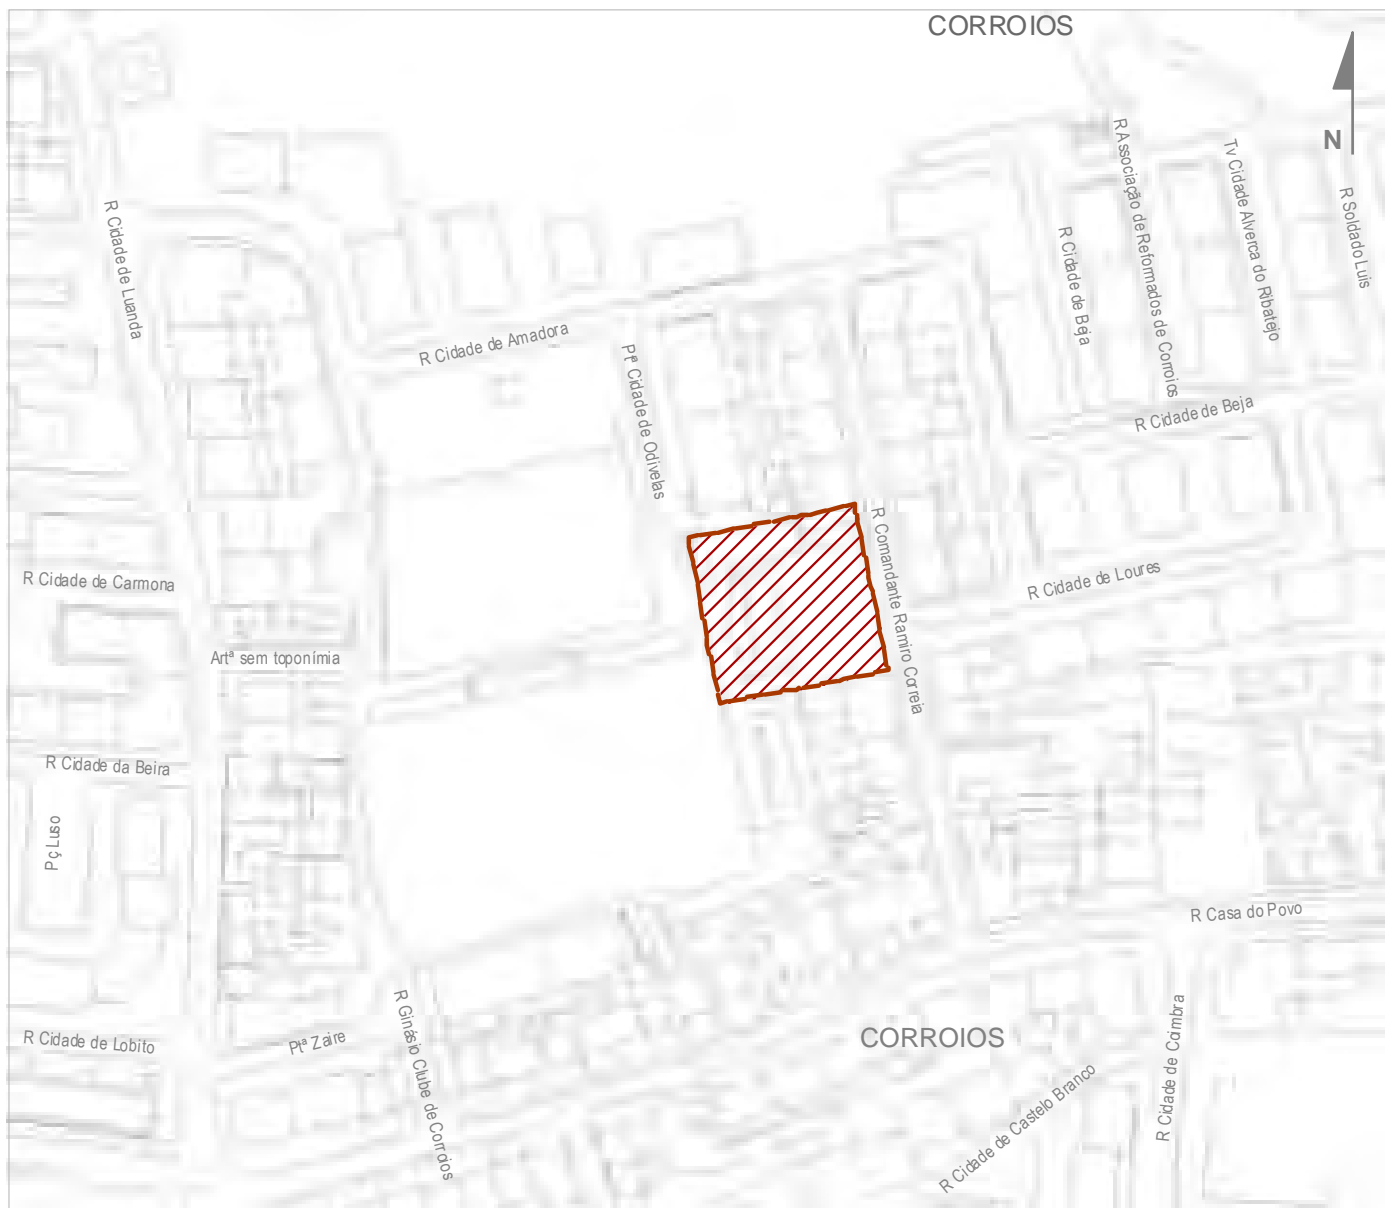 CORROIOS
N
R Associação de Reformados de Corroios
Tv Cidade Alverca do Ribatejo
R Soldado Luis
R Cidade de Beja
R Cidade de Luanda
R Cidade de Amadora
Ptª Cidade de Odivelas
R Cidade de Beja
R Comandante Ramiro Correia
R Cidade de Loures
R Cidade de Carmona
Artª sem toponímia
R Cidade da Beira
Pç Luso
R Casa do Povo
R Cidade de Lobito
Ptª Zaire
R Ginásio Clube de Corroios
CORROIOS
R Cidade de Castelo Branco
R Cidade de Coimbra